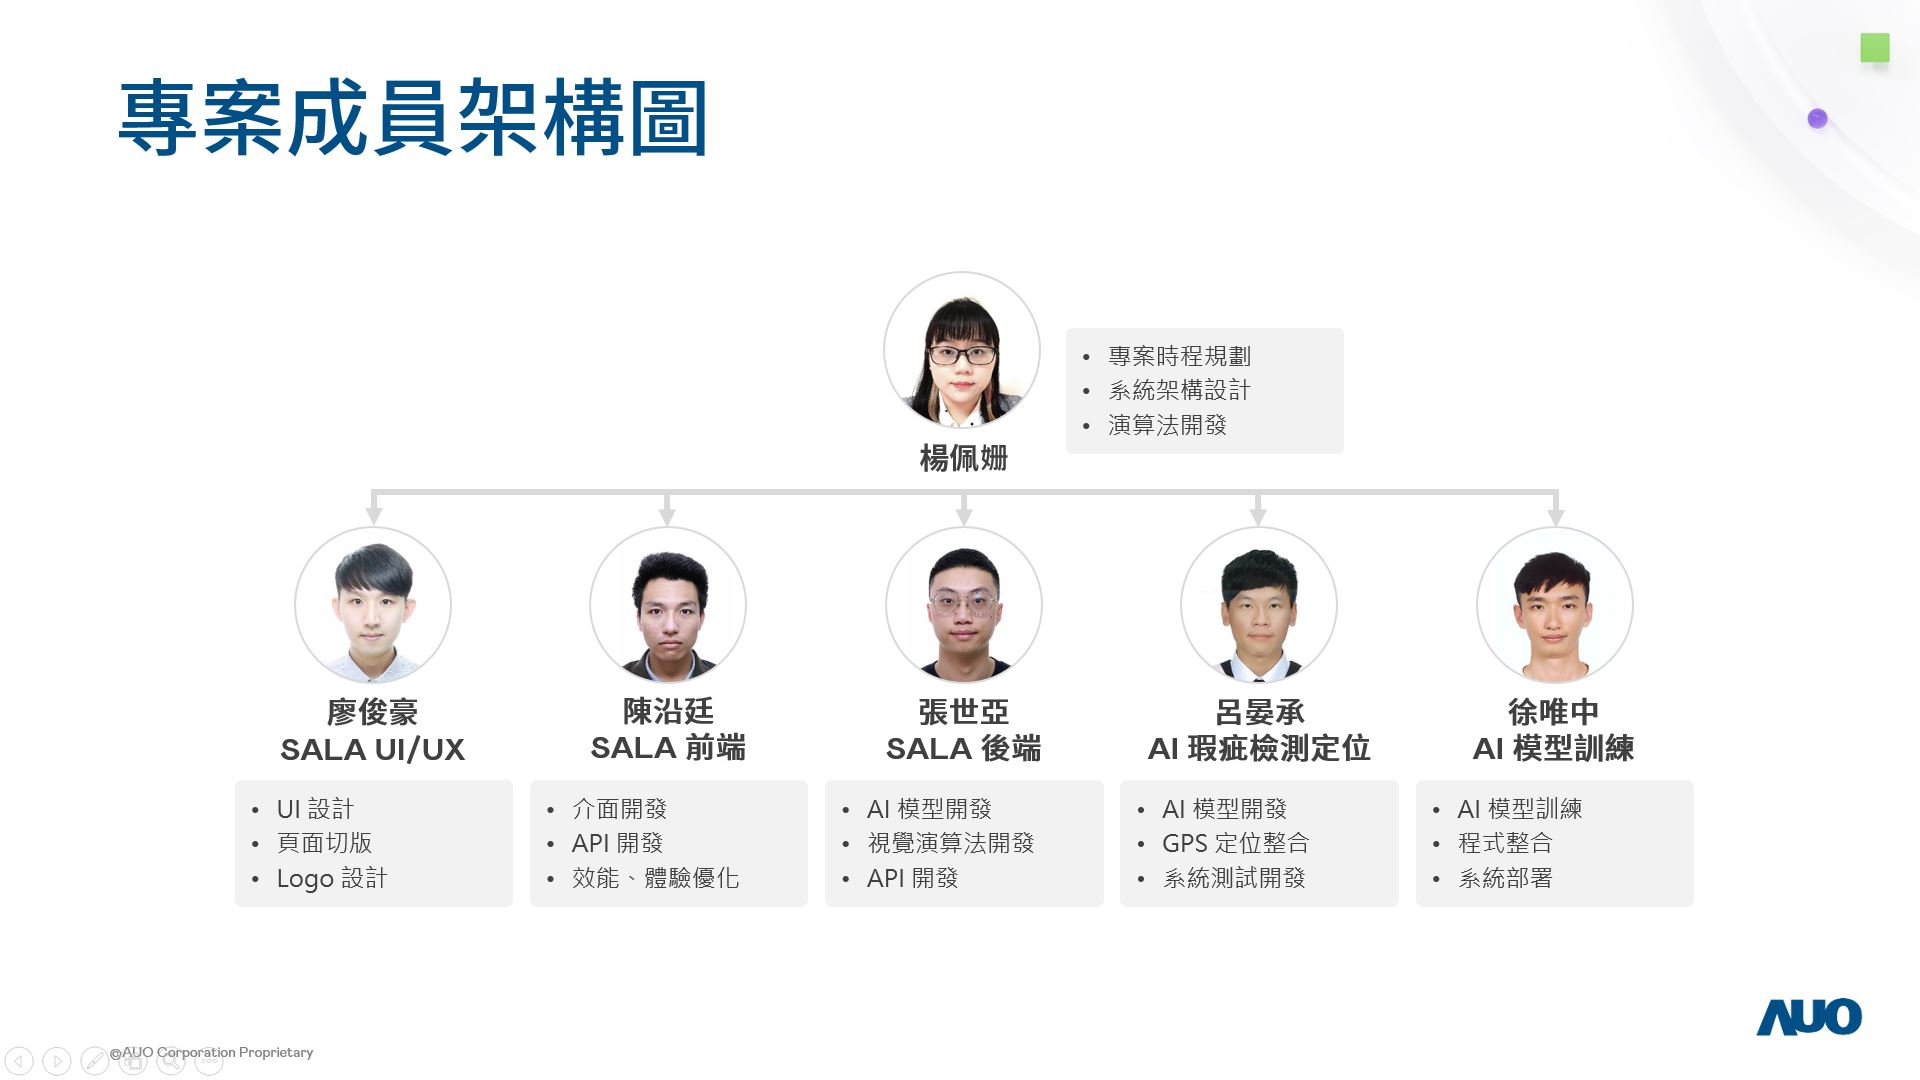 專案成員架構圖
• 專案時程規劃
• 系統架構設計
• 演算法開發
楊佩姍
廖俊豪
SALA UI/UX
• UI 設計
• 頁面切版
• Logo 設計
陳沿廷
SALA 前端
• 介面開發
• API 開發
• 效能、體驗優化
張世亞
SALA 後端
• AI 模型開發
• 視覺演算法開發
• API 開發
呂晏承
AI 瑕疵檢測定位
• AI 模型開發
• GPS 定位整合
• 系統測試開發
徐唯中
AI 模型訓練
• AI 模型訓練
• 程式整合
• 系統部署
AUO
©AUO Corporation Proprietary